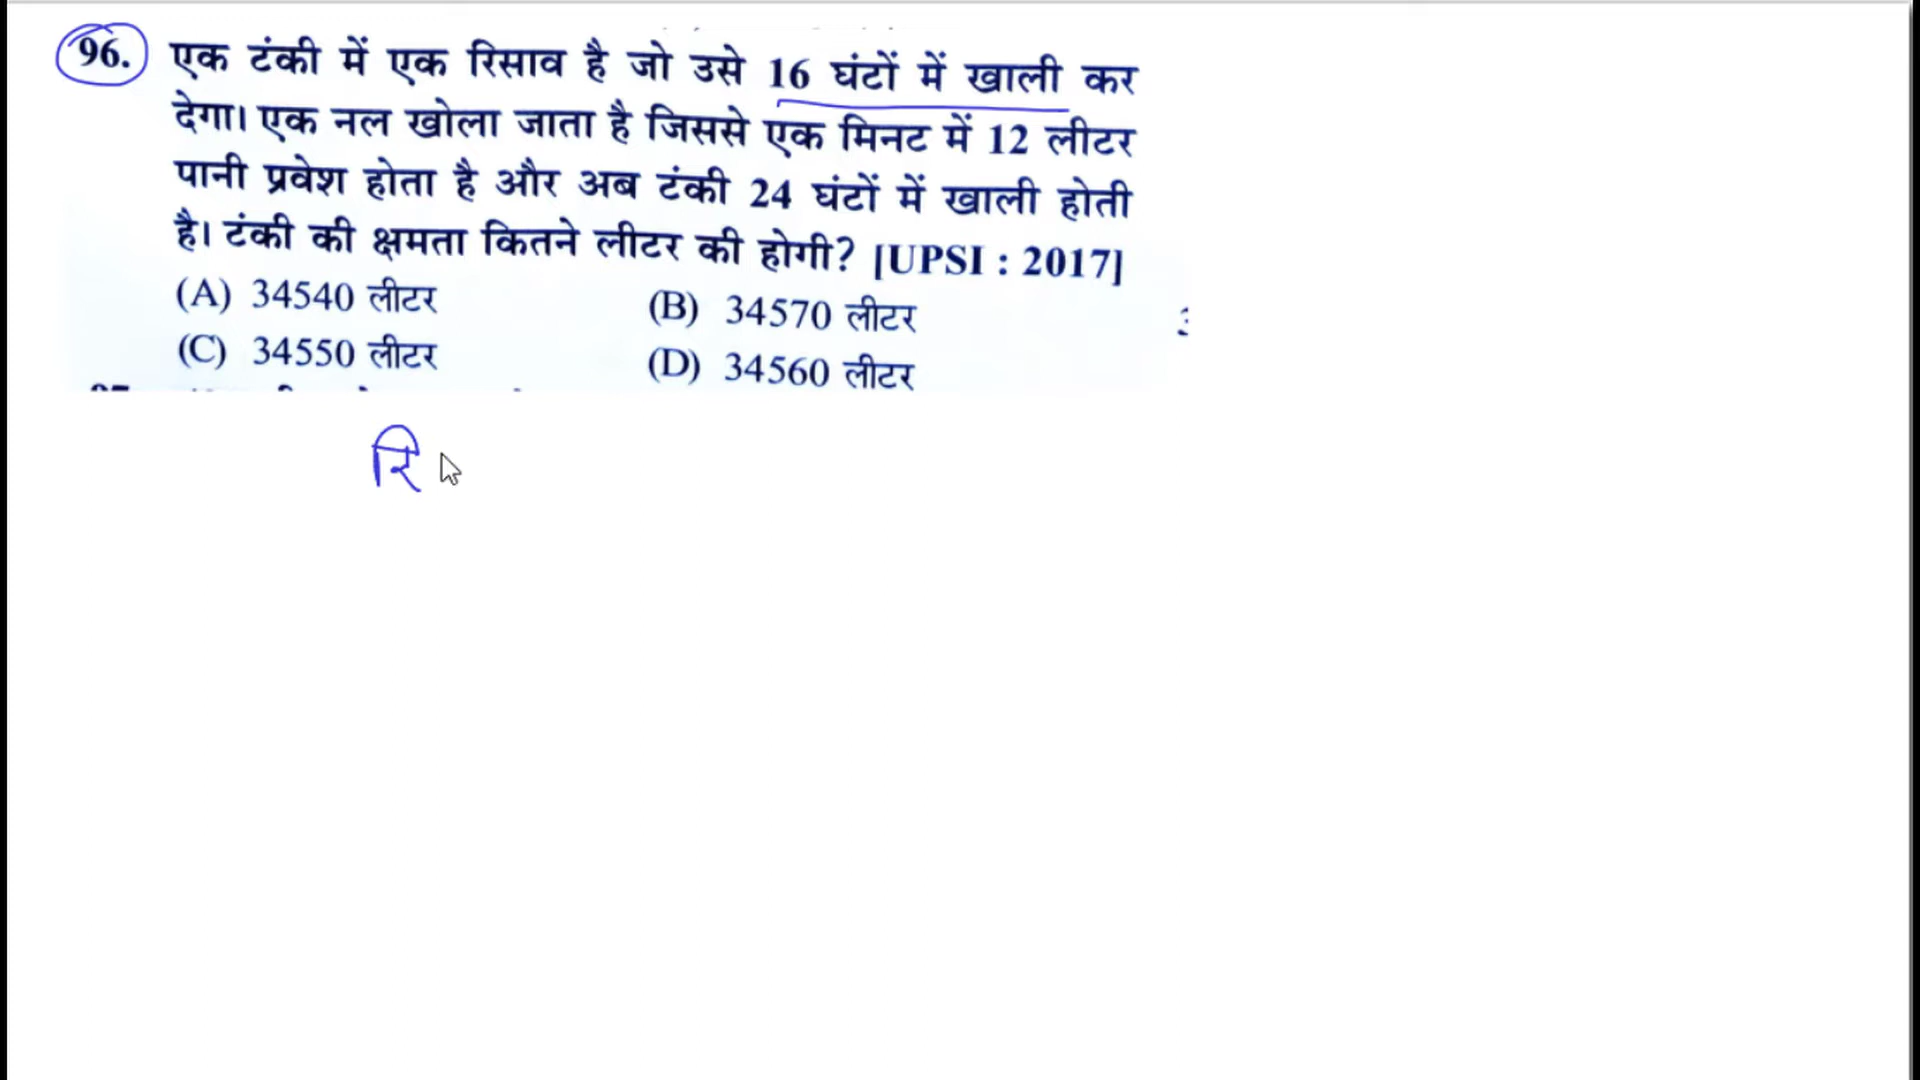 96. एक टंकी में एक रिसाव है जो उसे 16 घंटों में खाली कर
देगा। एक नल खोला जाता है जिससे एक मिनट में 12 लीटर
पानी प्रवेश होता है और अब टंकी 24 घंटों में खाली होती
है। टंकी की क्षमता कितने लीटर की होगी? [UPSI : 2017]
(A) 34540 लीटर (B) 34570 लीटर
(C) 34550 लीटर (D) 34560 लीटर
रि